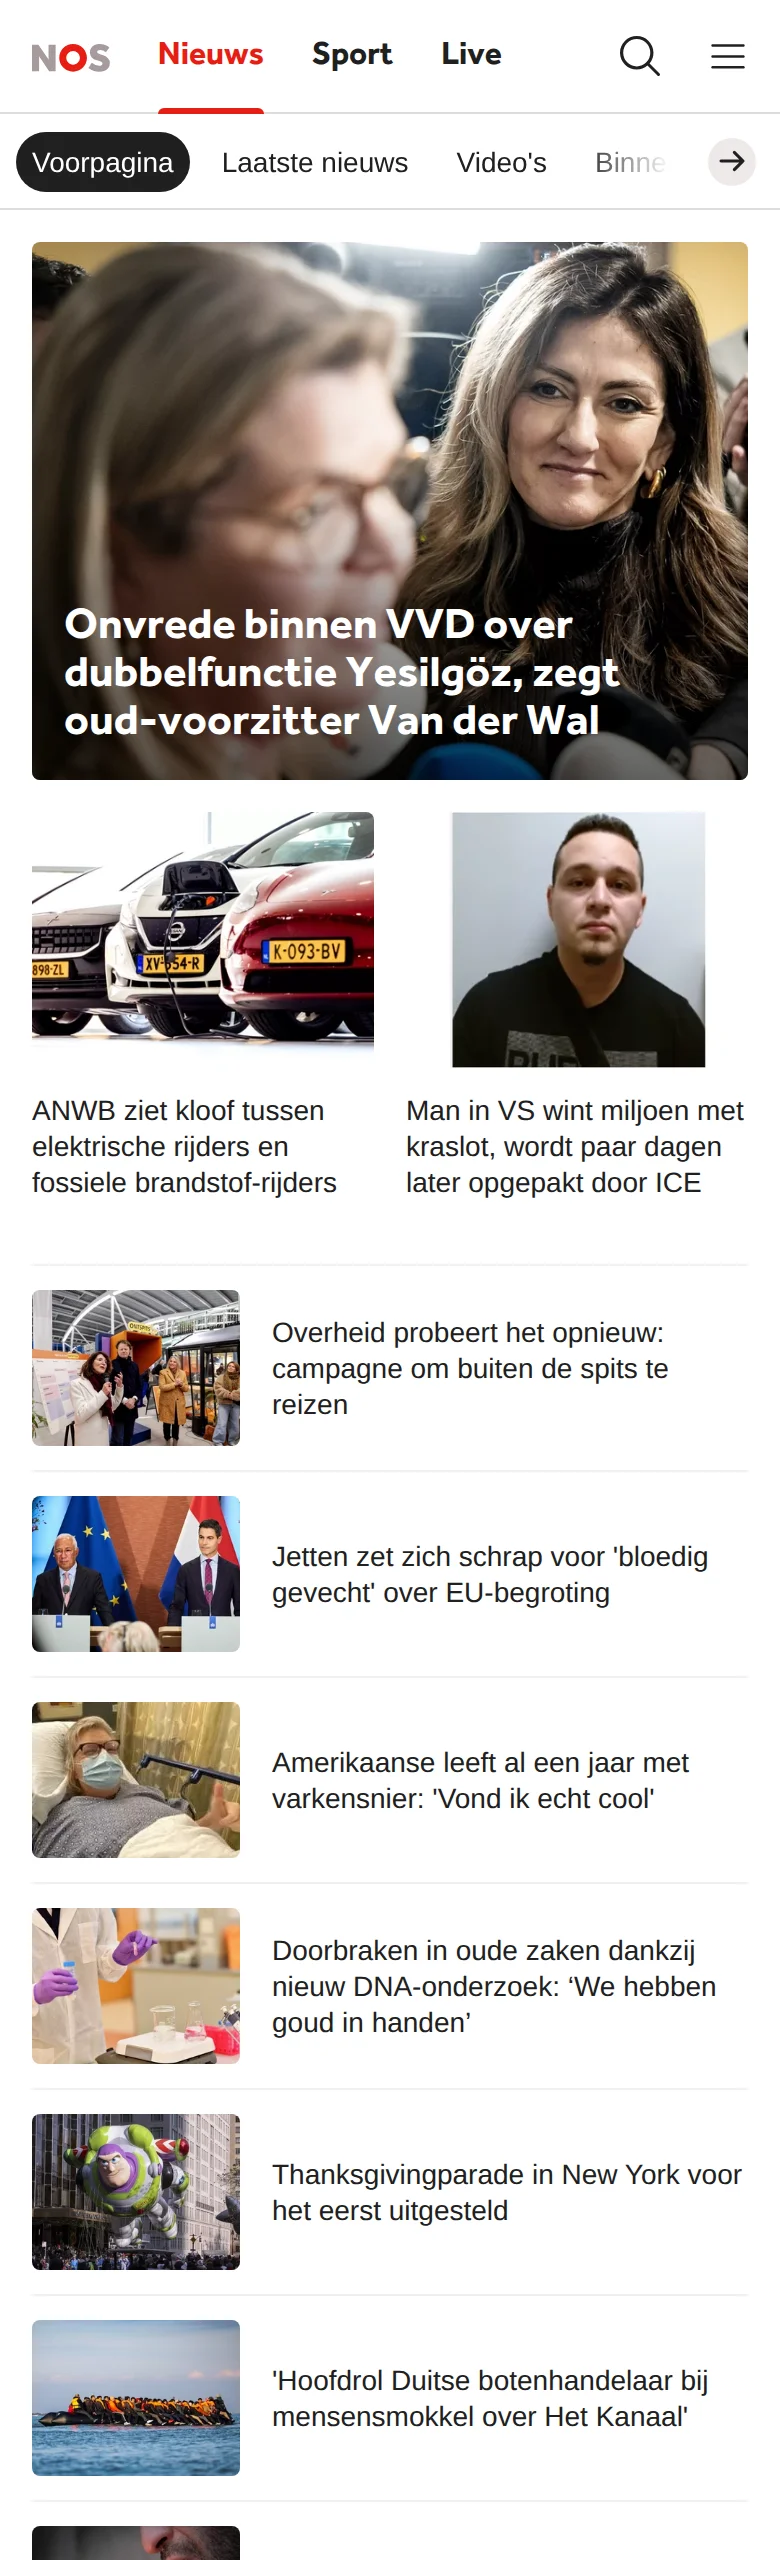 NOS
Nieuws
Sport
Live
Voorpagina
Laatste nieuws
Video's
Binne
Onvrede binnen VVD over
dubbelfunctie Yesilgöz, zegt
oud-voorzitter Van der Wal
898-ZL
XV-654-R
K-093-BV
ANWB ziet kloof tussen
elektrische rijders en
fossiele brandstof-rijders
Man in VS wint miljoen met
kraslot, wordt paar dagen
later opgepakt door ICE
Overheid probeert het opnieuw:
campagne om buiten de spits te
reizen
Jetten zet zich schrap voor 'bloedig
gevecht' over EU-begroting
Amerikaanse leeft al een jaar met
varkensnier: 'Vond ik echt cool'
Doorbraken in oude zaken dankzij
nieuw DNA-onderzoek: ‘We hebben
goud in handen’
Thanksgivingparade in New York voor
het eerst uitgesteld
'Hoofdrol Duitse botenhandelaar bij
mensensmokkel over Het Kanaal'